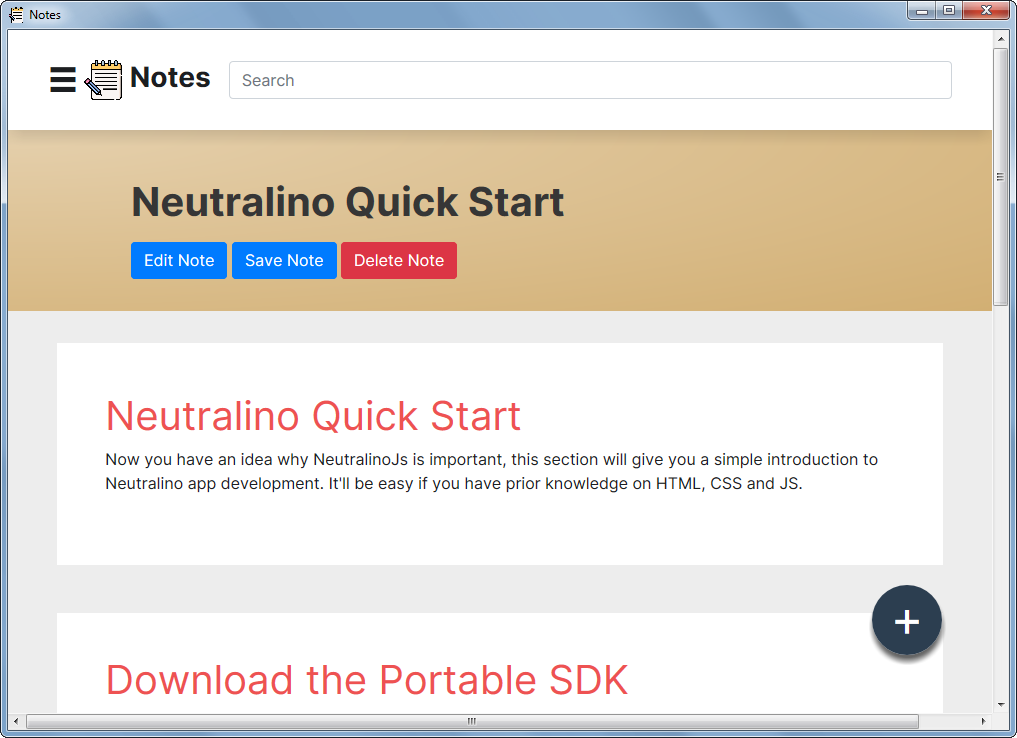 Notes
Notes
Search
Neutralino Quick Start
Edit Note Save Note Delete Note
Neutralino Quick Start
Now you have an idea why NeutralinoJs is important, this section will give you a simple introduction to
Neutralino app development. It'll be easy if you have prior knowledge on HTML, CSS and JS.
+
Download the Portable SDK